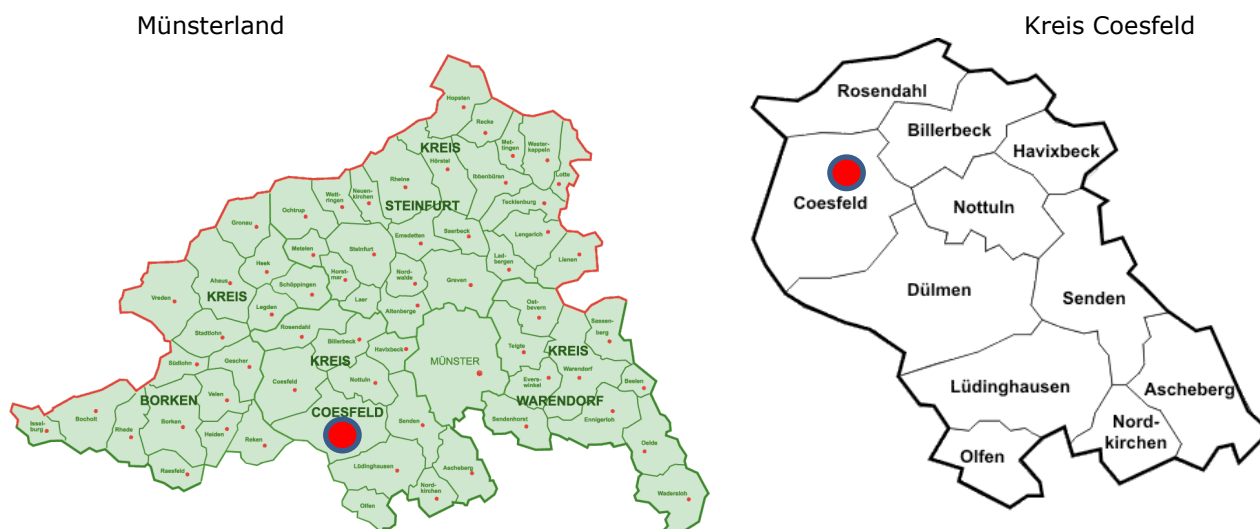 Münsterland
Kreis Coesfeld
Hopsten
Recke
Met-
tingen
Wester-
kappeln
KREIS
Hörstel
Lotte
Rheine
Ibbenbüren
Neuen-
kirchen
Wett-
ringen
Ochtrup
STEINFURT
Tecklenburg
Gronau
Emsdetten
Saerbeck
Lengerich
Metelen
Steinfurt
Lad-
bergen
Lienen
Heek
Horst-
mar
Nord-
walde
Greven
Ahaus
Schöppingen
Vreden
KREIS
Laer
Legden
Altenberge
Ost-
bevern
Rosendahl
Sassen-
berg
Stadtlohn
Billerbeck
Havixbeck
Telgte
KREIS
Südlohn
Gescher
KREIS
MÜNSTER
Coesfeld
Nottuln
Evers-
winkel
Warendorf
Beelen
BORKEN
Velen
WARENDORF
Bocholt
COESFELD
Issel-
burg
Rhede
Borken
Heiden
Reken
Senden
Sendenhorst
Ennigerloh
Oelde
Raesfeld
Lüdinghausen
Ascheberg
Nord-
kirchen
Olfen
Wadersloh
Rosendahl
Billerbeck
Havixbeck
Coesfeld
Nottuln
Dülmen
Senden
Lüdinghausen
Ascheberg
Nord-
kirchen
Olfen